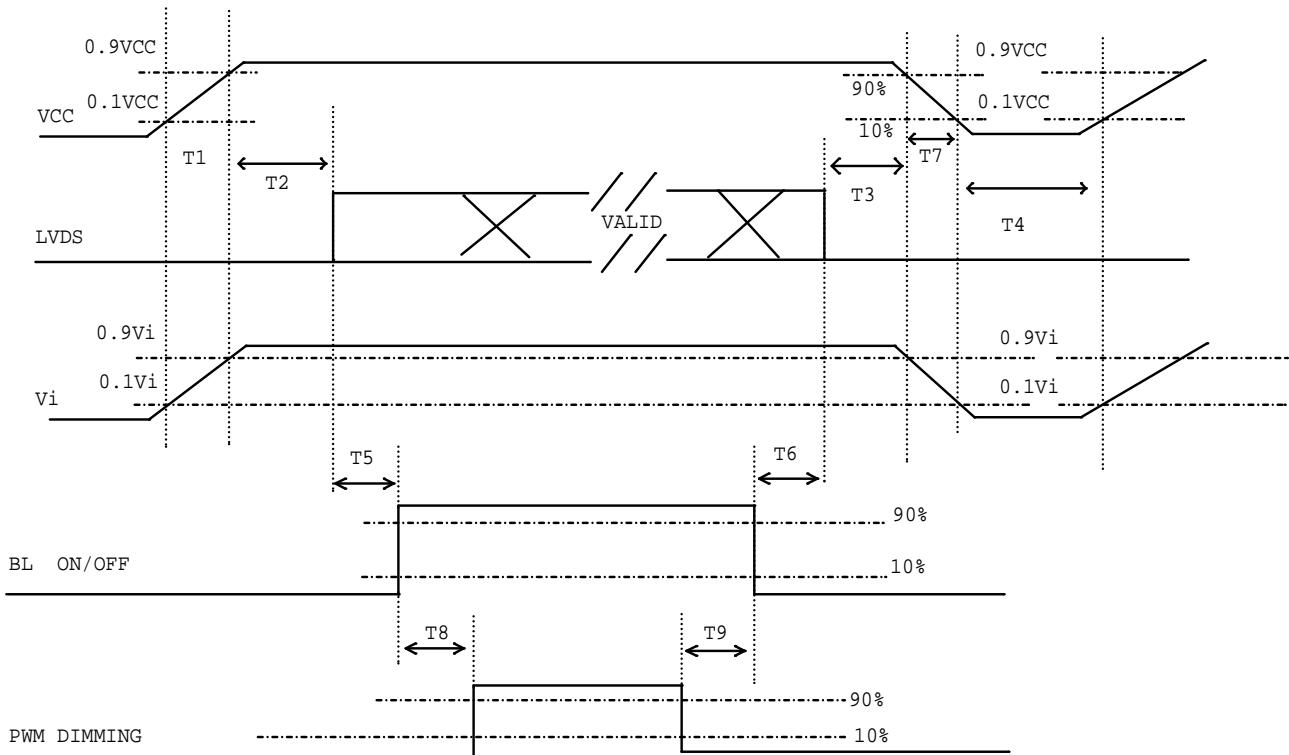 0.9VCC
0.9VCC
90%
0.1VCC
0.1VCC
VCC
10%
T1
T2
T7
T3
VALID
T4
LVDS
0.9Vi
0.9Vi
0.1Vi
0.1Vi
Vi
T5
T6
90%
BL ON/OFF
10%
T8
T9
90%
PWM DIMMING
10%